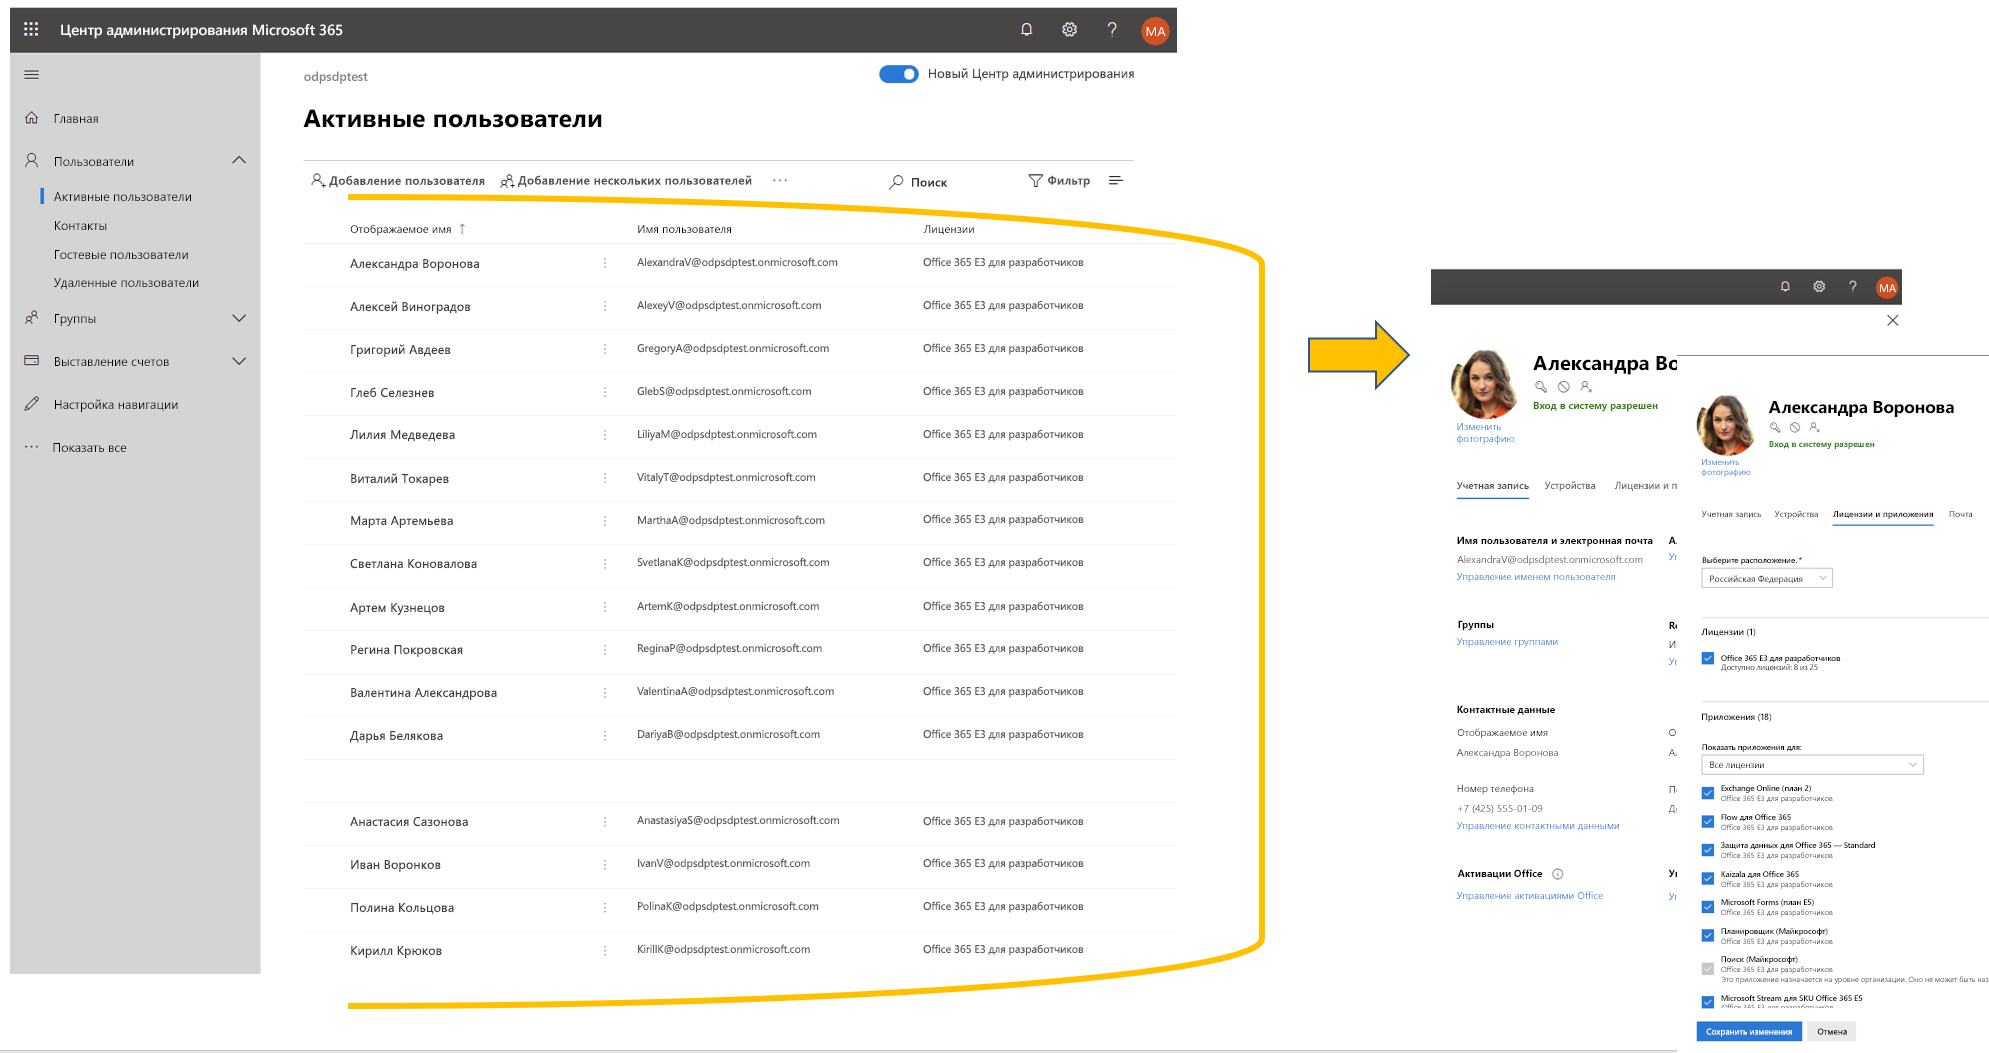 Центр администрирования Microsoft 365
MA
odpsdptest
Новый Центр администрирования
Главная
Пользователи
Активные пользователи
Контакты
Гостевые пользователи
Удаленные пользователи
Группы
Выставление счетов
Настройка навигации
Показать все
Активные пользователи
Добавление пользователя Добавление нескольких пользователей Поиск Фильтр
Отображаемое имя ↑ Имя пользователя Лицензии
Александра Воронова AlexandraV@odpsdptest.onmicrosoft.com Office 365 E3 для разработчиков
Алексей Виноградов AlexeyV@odpsdptest.onmicrosoft.com Office 365 E3 для разработчиков
Григорий Авдеев GregoryA@odpsdptest.onmicrosoft.com Office 365 E3 для разработчиков
Глеб Селезнев GlebS@odpsdptest.onmicrosoft.com Office 365 E3 для разработчиков
Лилия Медведева LiliyaM@odpsdptest.onmicrosoft.com Office 365 E3 для разработчиков
Виталий Токарев VitalyT@odpsdptest.onmicrosoft.com Office 365 E3 для разработчиков
Марта Артемьева MarthaA@odpsdptest.onmicrosoft.com Office 365 E3 для разработчиков
Светлана Коновалова SvetlanaK@odpsdptest.onmicrosoft.com Office 365 E3 для разработчиков
Артем Кузнецов ArtemK@odpsdptest.onmicrosoft.com Office 365 E3 для разработчиков
Регина Покровская ReginaP@odpsdptest.onmicrosoft.com Office 365 E3 для разработчиков
Валентина Александрова ValentinaA@odpsdptest.onmicrosoft.com Office 365 E3 для разработчиков
Дарья Белякова DariyaB@odpsdptest.onmicrosoft.com Office 365 E3 для разработчиков
Анастасия Сазонова AnastasiyaS@odpsdptest.onmicrosoft.com Office 365 E3 для разработчиков
Иван Воронков IvanV@odpsdptest.onmicrosoft.com Office 365 E3 для разработчиков
Полина Кольцова PolinaK@odpsdptest.onmicrosoft.com Office 365 E3 для разработчиков
Кирилл Крюков KirillK@odpsdptest.onmicrosoft.com Office 365 E3 для разработчиков
MA
Александра Во
Вход в систему разрешен
Изменить
фотографию
Учетная запись Устройства Лицензии и п
Имя пользователя и электронная почта А
AlexandraV@odpsdptest.onmicrosoft.com Уг
Управление именем пользователя
Группы
Управление группами
Контактные данные
Отображаемое имя О
Александра Воронова
Номер телефона
+7 (425) 555-01-09
Управление контактными данными
Активации Office
Управление активациями Office
Александра Воронова
Вход в систему разрешен
Изменить
фотографию
Учетная запись Устройства Лицензии и приложения Почта
Выберите расположение.*
Российская Федерация
Лицензии (1)
Office 365 E3 для разработчиков
Доступно лицензий: 8 из 25
Приложения (18)
Показать приложения для:
Все лицензии
Exchange Online (план 2)
Office 365 E3 для разработчиков
Flow для Office 365
Office 365 E3 для разработчиков
Защита данных для Office 365 — Standard
Office 365 E3 для разработчиков
Kaizala для Office 365
Office 365 E3 для разработчиков
Microsoft Forms (план E5)
Office 365 E3 для разработчиков
Планировщик (Майкрософт)
Office 365 E3 для разработчиков
Поиск (Майкрософт)
Office 365 E3 для разработчиков
Это приложение назначается на уровне организации. Оно не может быть наз
Microsoft Stream для SKU Office 365 E5
Office 365 E3 для разработчиков
Сохранить изменения Отмена